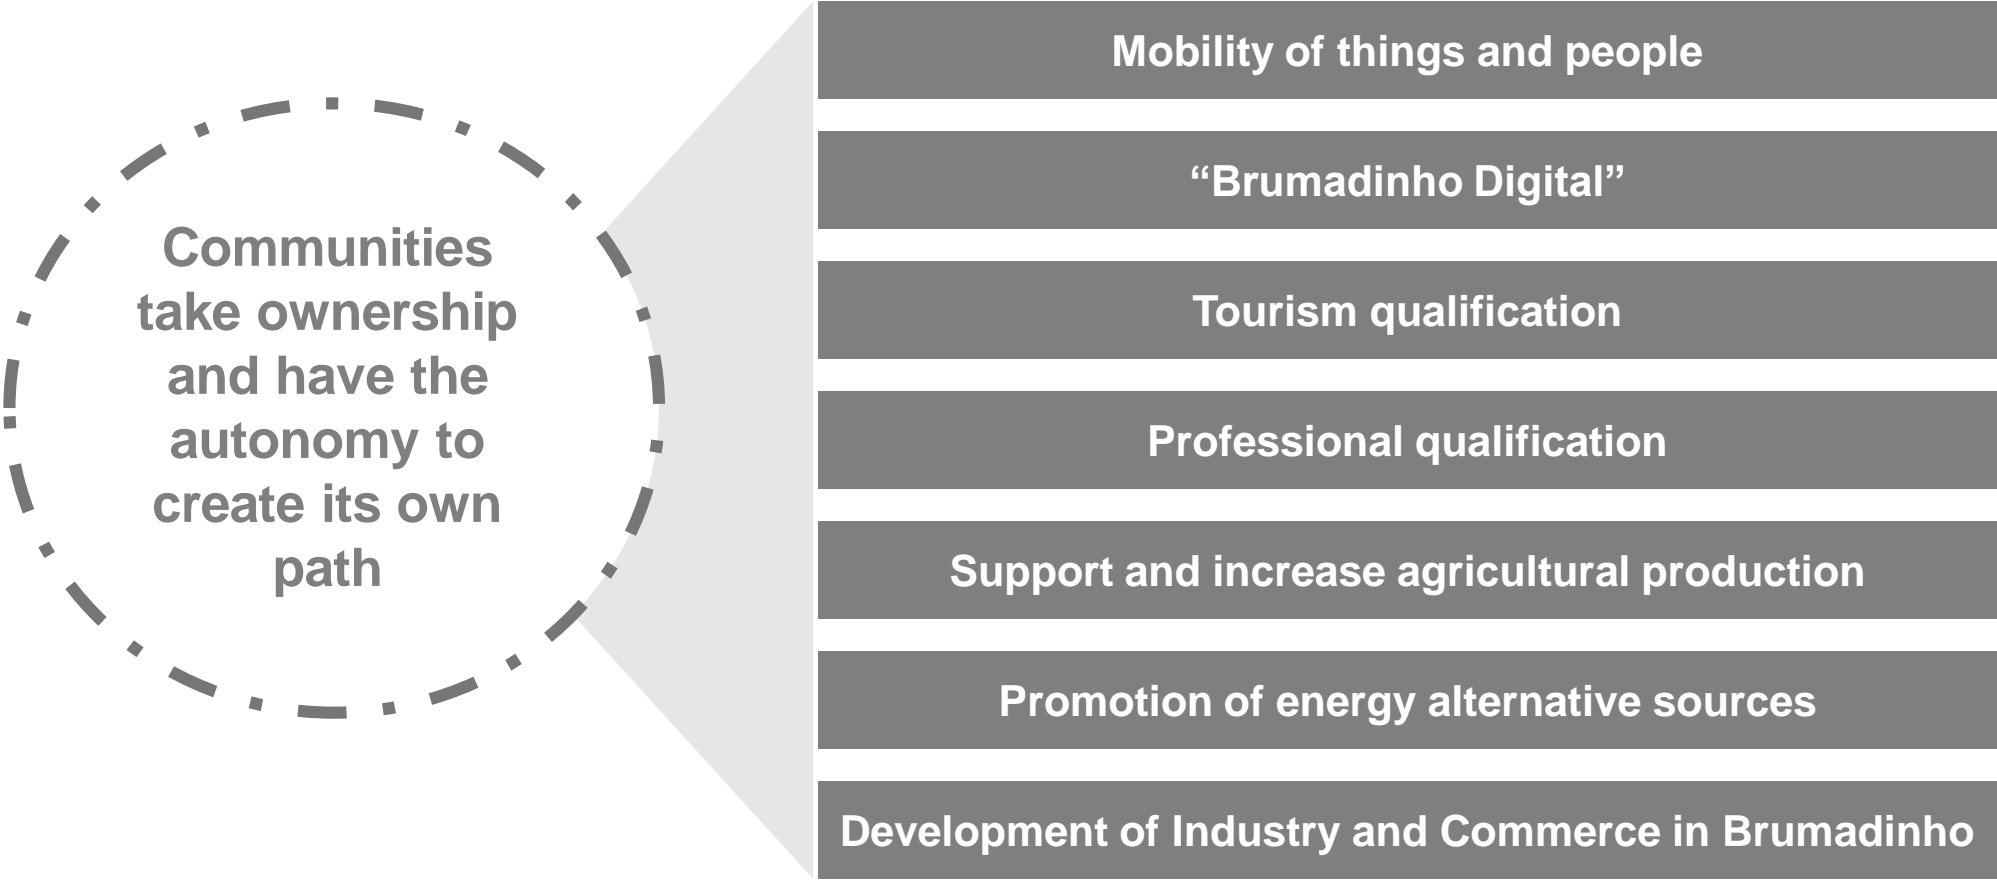 Communities
take ownership
and have the
autonomy to
create its own
path
Mobility of things and people
“Brumadinho Digital”
Tourism qualification
Professional qualification
Support and increase agricultural production
Promotion of energy alternative sources
Development of Industry and Commerce in Brumadinho